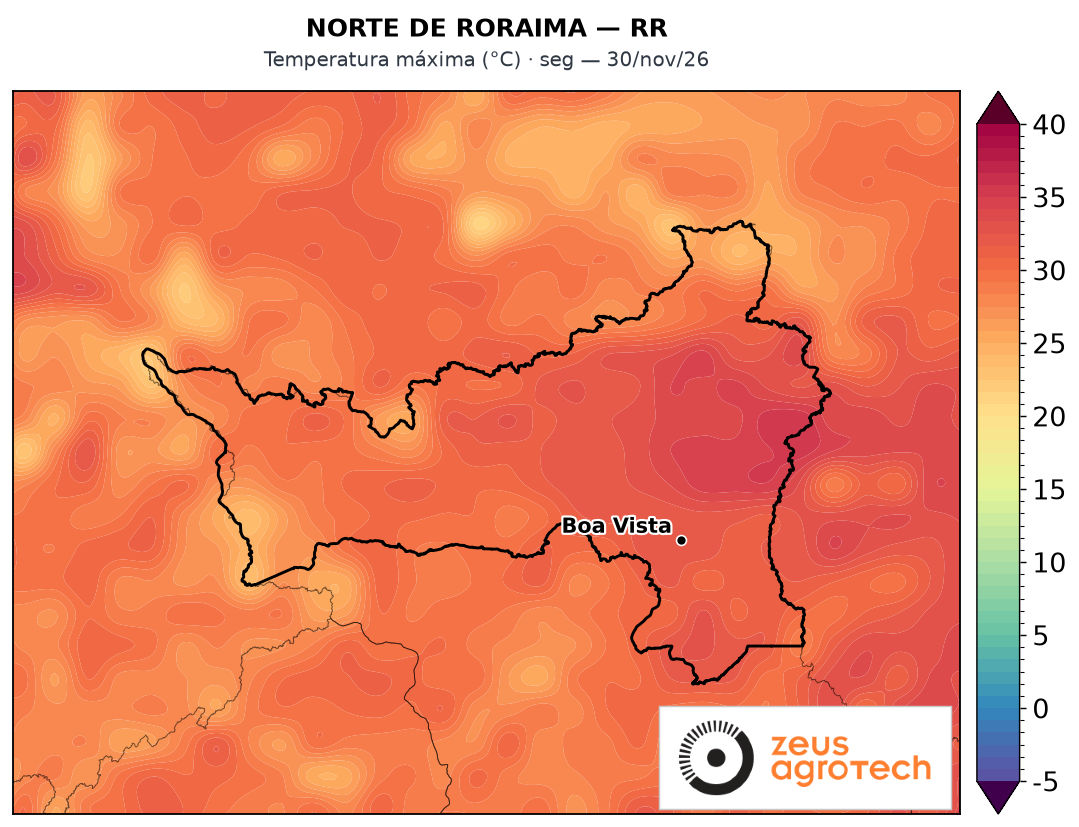 NORTE DE RORAIMA — RR
Temperatura máxima (°C) · seg — 30/nov/26
40
35
30
25
20
15
10
5
0
-5
Boa Vista
zeus
agrotech